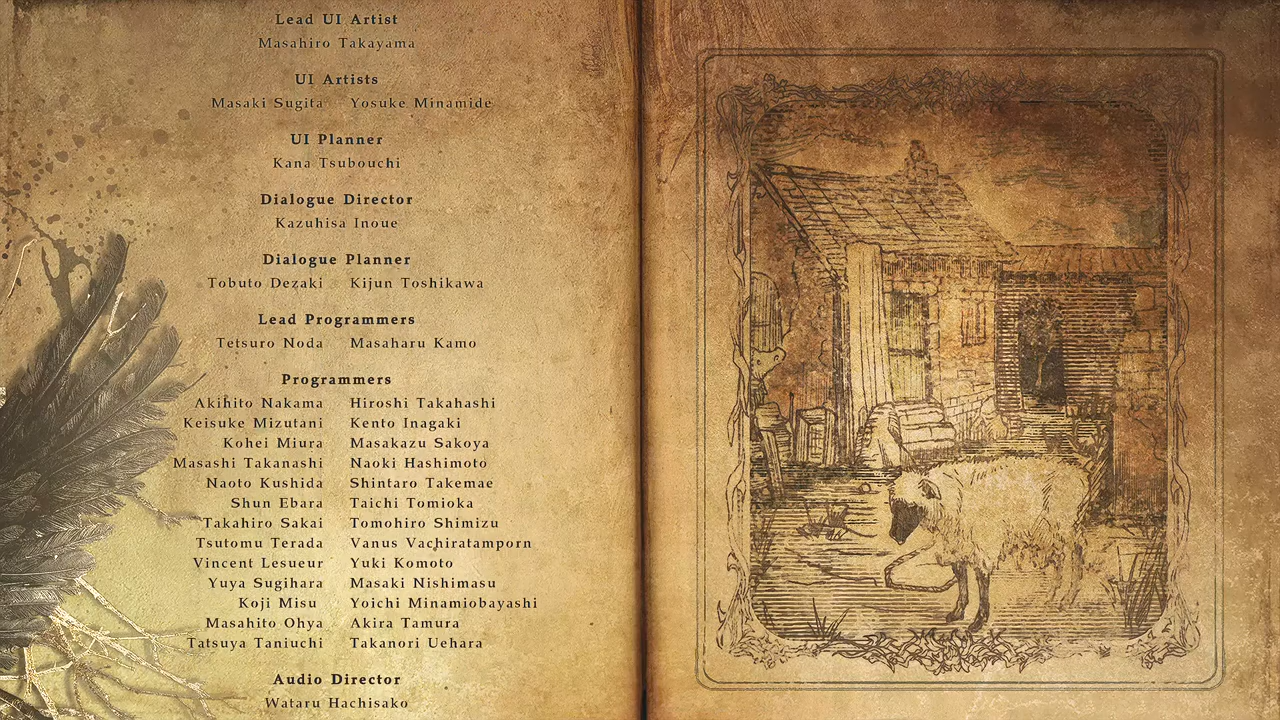 Lead UI Artist
Masahiro Takayama
UI Artists
Masaki Sugita Yosuke Minamide
UI Planner
Kana Tsubouchi
Dialogue Director
Kazuhisa Inoue
Dialogue Planner
Tobuto Dezaki Kijun Toshikawa
Lead Programmers
Tetsuro Noda Masaharu Kamo
Programmers
Akihito Nakama Hiroshi Takahashi
Keisuke Mizutani Kento Inagaki
Kohei Miura Masakazu Sakoya
Masashi Takanashi Naoki Hashimoto
Naoto Kushida Shintaro Takemae
Shun Ebara Taichi Tomioka
Takahiro Sakai Tomohiro Shimizu
Tsutomu Terada Vanus Vachiratamporn
Vincent Lesueur Yuki Komoto
Yuya Sugihara Masaki Nishimasu
Koji Misu Yoichi Minamiobayashi
Masahito Ohya Akira Tamura
Tatsuya Taniuchi Takanori Uehara
Audio Director
Wataru Hachisako